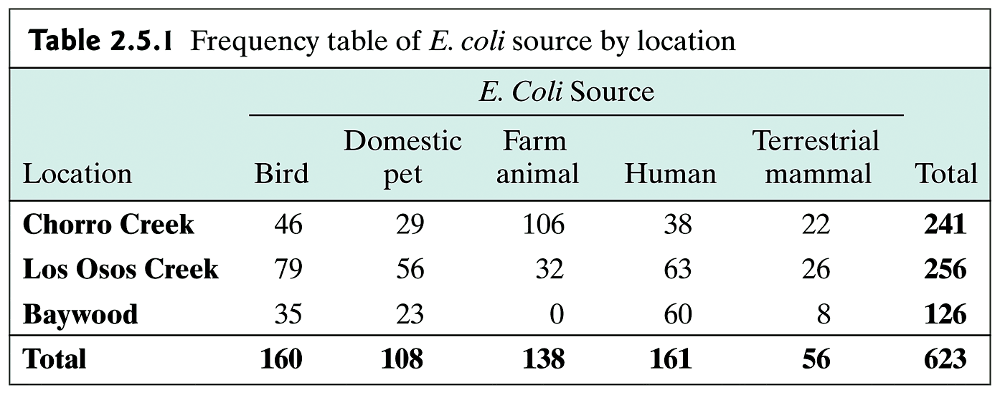 Table 2.5.1 Frequency table of E. coli source by location
E. Coli Source
Location Bird Domestic pet Farm animal Human Terrestrial mammal Total
Chorro Creek 46 29 106 38 22 241
Los Osos Creek 79 56 32 63 26 256
Baywood 35 23 0 60 8 126
Total 160 108 138 161 56 623